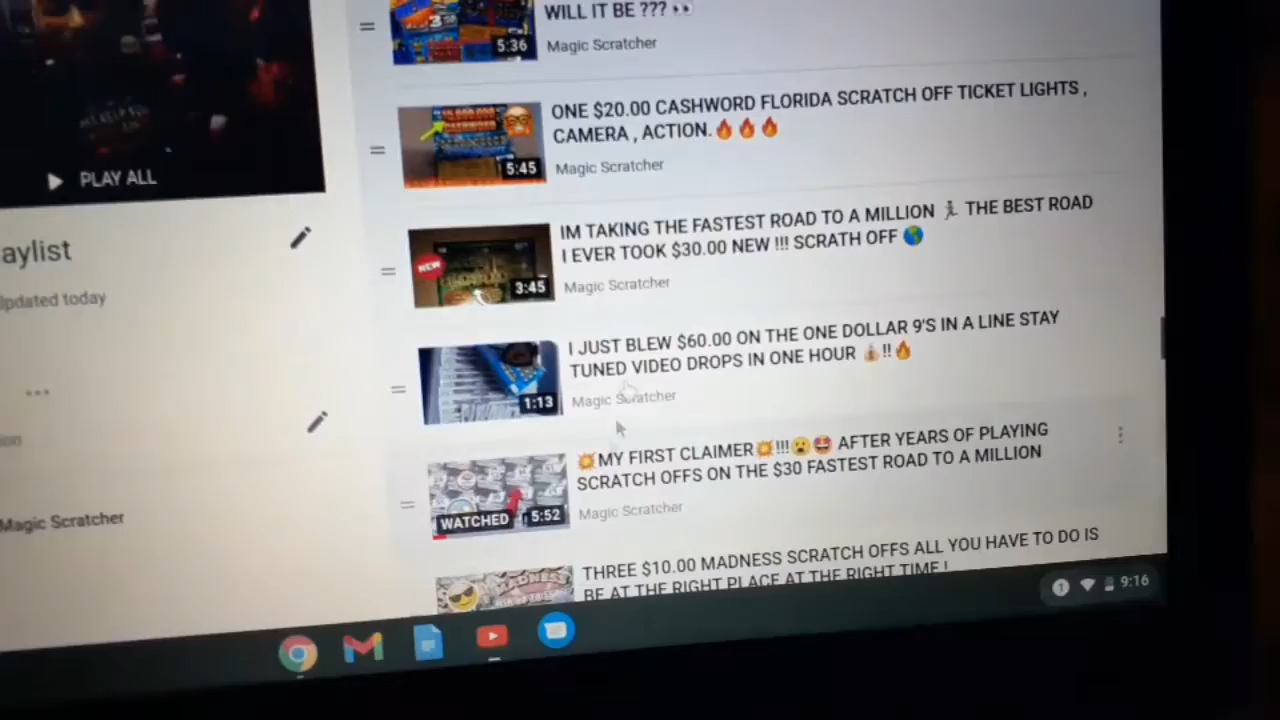 WILL IT BE ??? 👀
5:36
Magic Scratcher
ONE $20.00 CASHWORD FLORIDA SCRATCH OFF TICKET LIGHTS ,
CAMERA , ACTION.🔥🔥🔥
5:45
Magic Scratcher
PLAY ALL
IM TAKING THE FASTEST ROAD TO A MILLION 🏃 THE BEST ROAD
I EVER TOOK $30.00 NEW !!! SCRATH OFF 🌎
NEW
3:45
Magic Scratcher
aylist
Updated today
I JUST BLEW $60.00 ON THE ONE DOLLAR 9'S IN A LINE STAY
TUNED VIDEO DROPS IN ONE HOUR 💰!!🔥
1:13
Magic Scratcher
...
ion
💥MY FIRST CLAIMER💥!!!😮🤩 AFTER YEARS OF PLAYING
SCRATCH OFFS ON THE $30 FASTEST ROAD TO A MILLION
WATCHED 5:52
Magic Scratcher
Magic Scratcher
THREE $10.00 MADNESS SCRATCH OFFS ALL YOU HAVE TO DO IS
BE AT THE RIGHT PLACE AT THE RIGHT TIME !
MADNESS
1
9:16